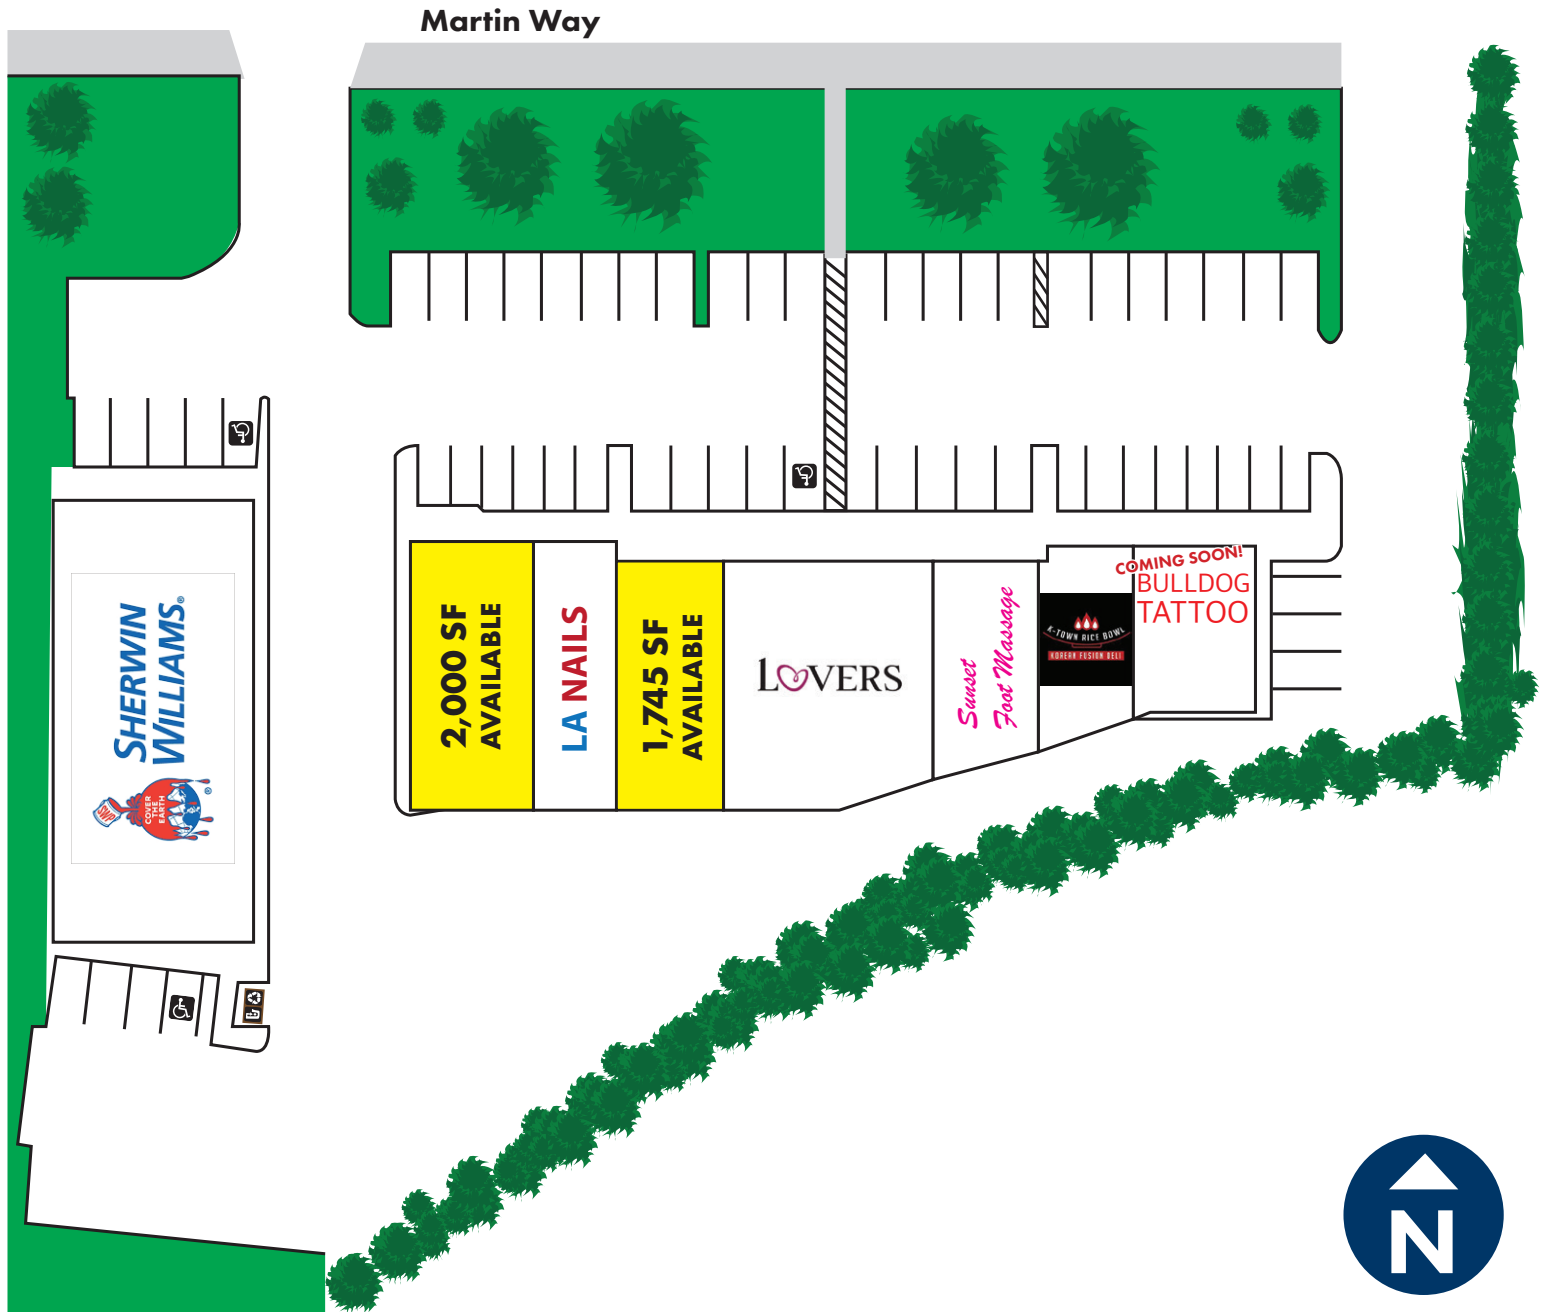 Martin Way
SHERWIN
WILLIAMS®
SWP
COVER
THE
EARTH
®
2,000 SF
AVAILABLE
LA NAILS
1,745 SF
AVAILABLE
LOVERS
Sunset
Foot Massage
K-TOWN RICE BOWL
KOREAN FUSION DELI
COMING SOON!
BULLDOG
TATTOO
N